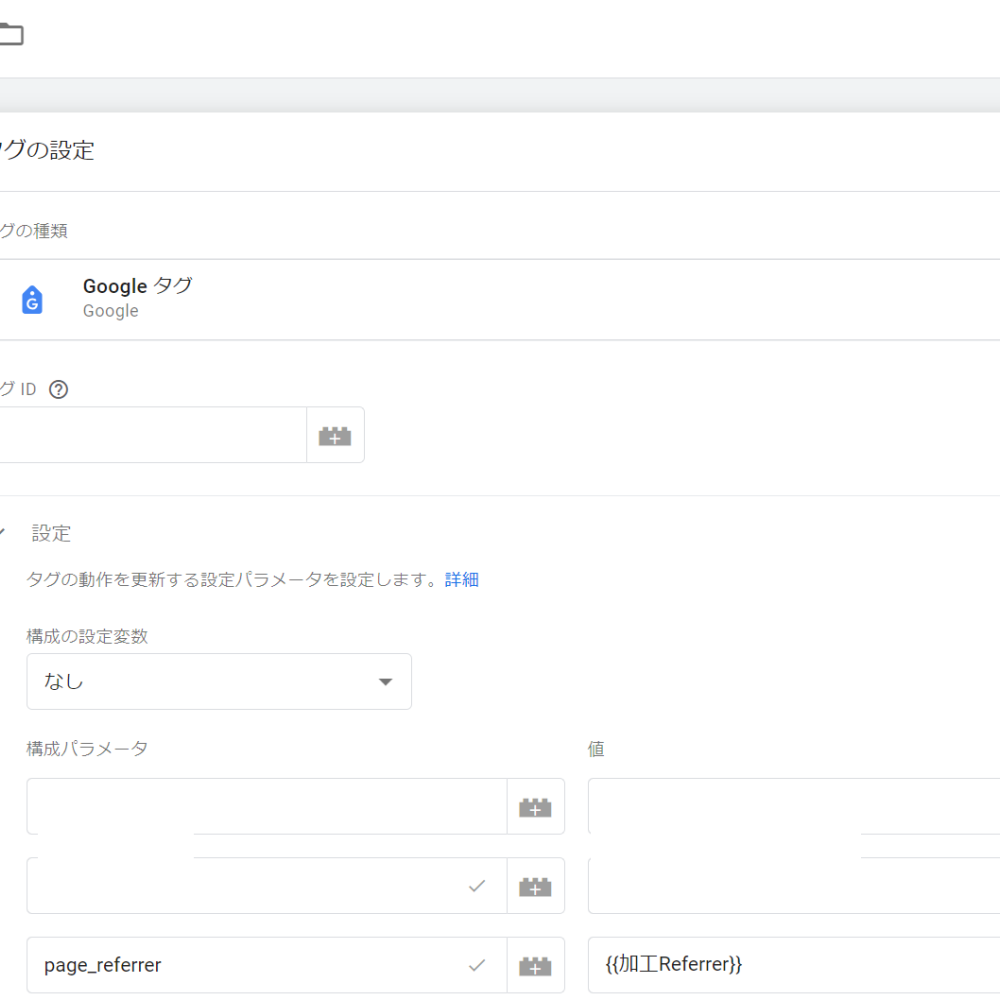 グの設定
グの種類
Google タグ
Google
グ ID
設定
タグの動作を更新する設定パラメータを設定します。詳細
構成の設定変数
なし
構成パラメータ
値
page_referrer
{{加工Referrer}}